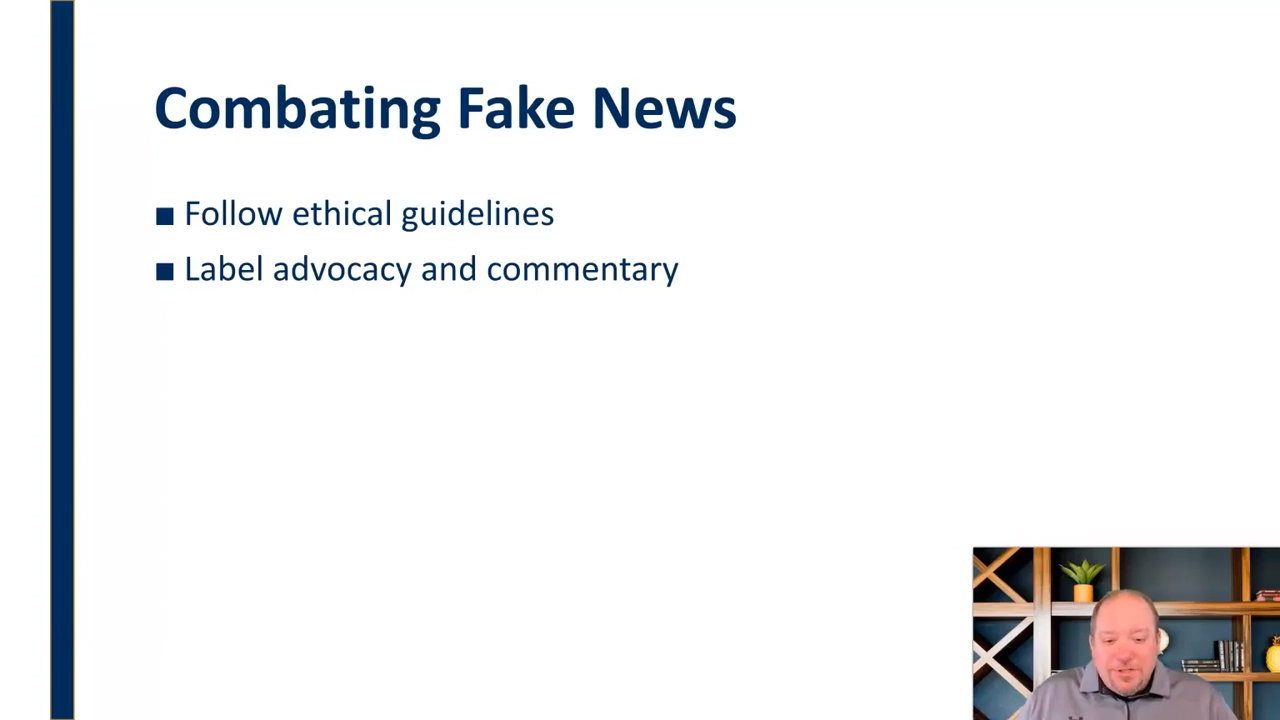 Combating Fake News
■ Follow ethical guidelines
■ Label advocacy and commentary